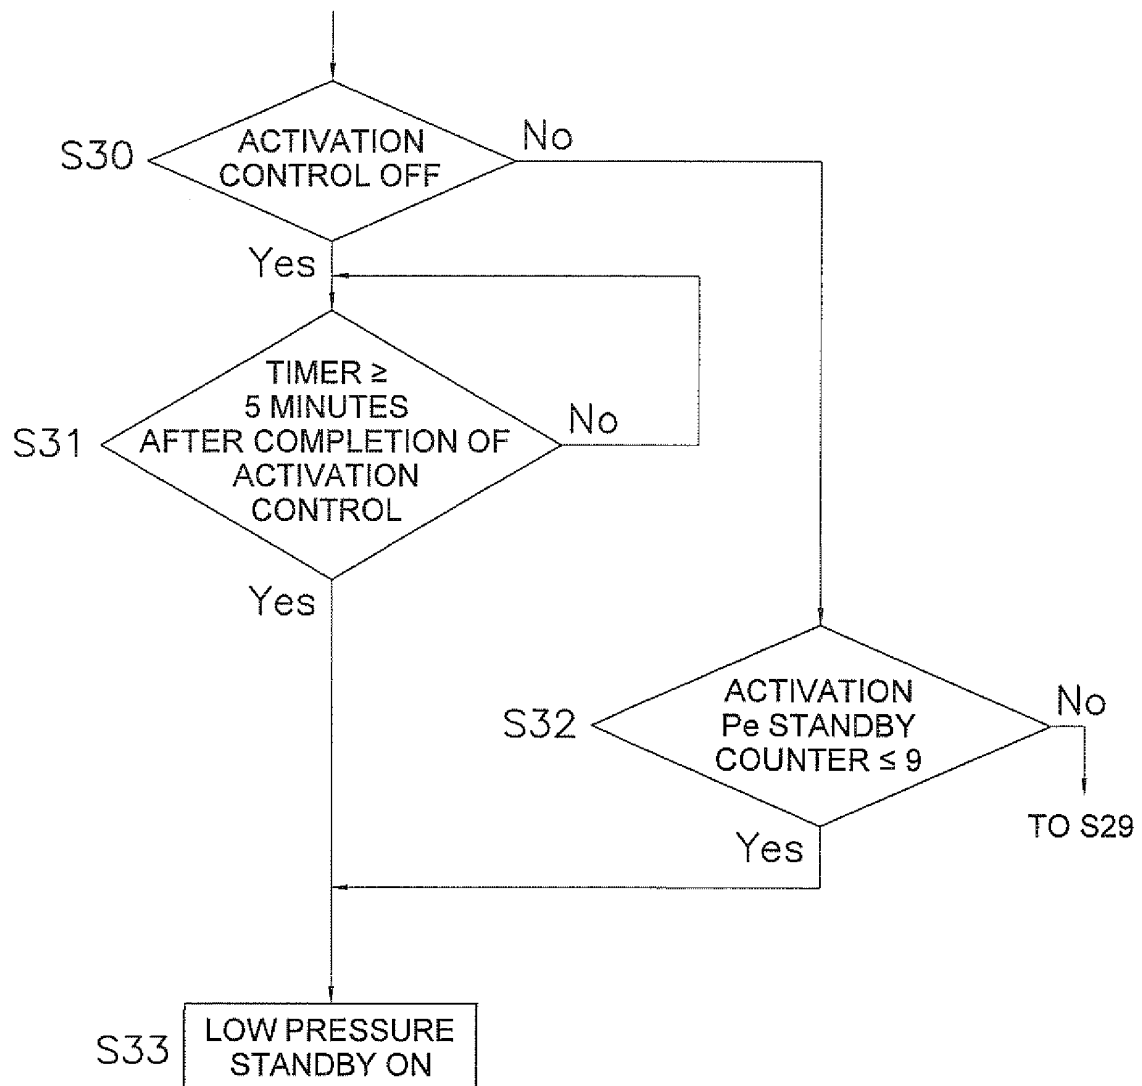 S30
ACTIVATION
CONTROL OFF
No
Yes
S31
TIMER ≥
5 MINUTES
AFTER COMPLETION OF
ACTIVATION
CONTROL
No
Yes
S32
ACTIVATION
Pe STANDBY
COUNTER ≤ 9
No
TO S29
Yes
S33
LOW PRESSURE
STANDBY ON